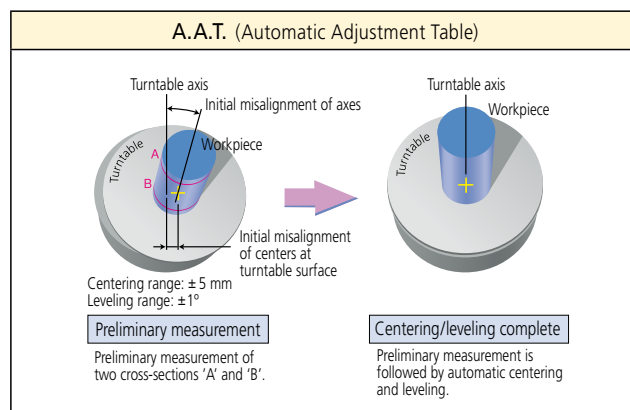 A.A.T. (Automatic Adjustment Table)
Turntable axis
Initial misalignment of axes
Workpiece
Turntable
A
B
Initial misalignment
of centers at
turntable surface
Centering range: ±5 mm
Leveling range: ±1º
Preliminary measurement
Preliminary measurement of
two cross-sections ‘A’ and ‘B’.
Turntable axis
Workpiece
Turntable
Centering/leveling complete
Preliminary measurement is
followed by automatic centering
and leveling.